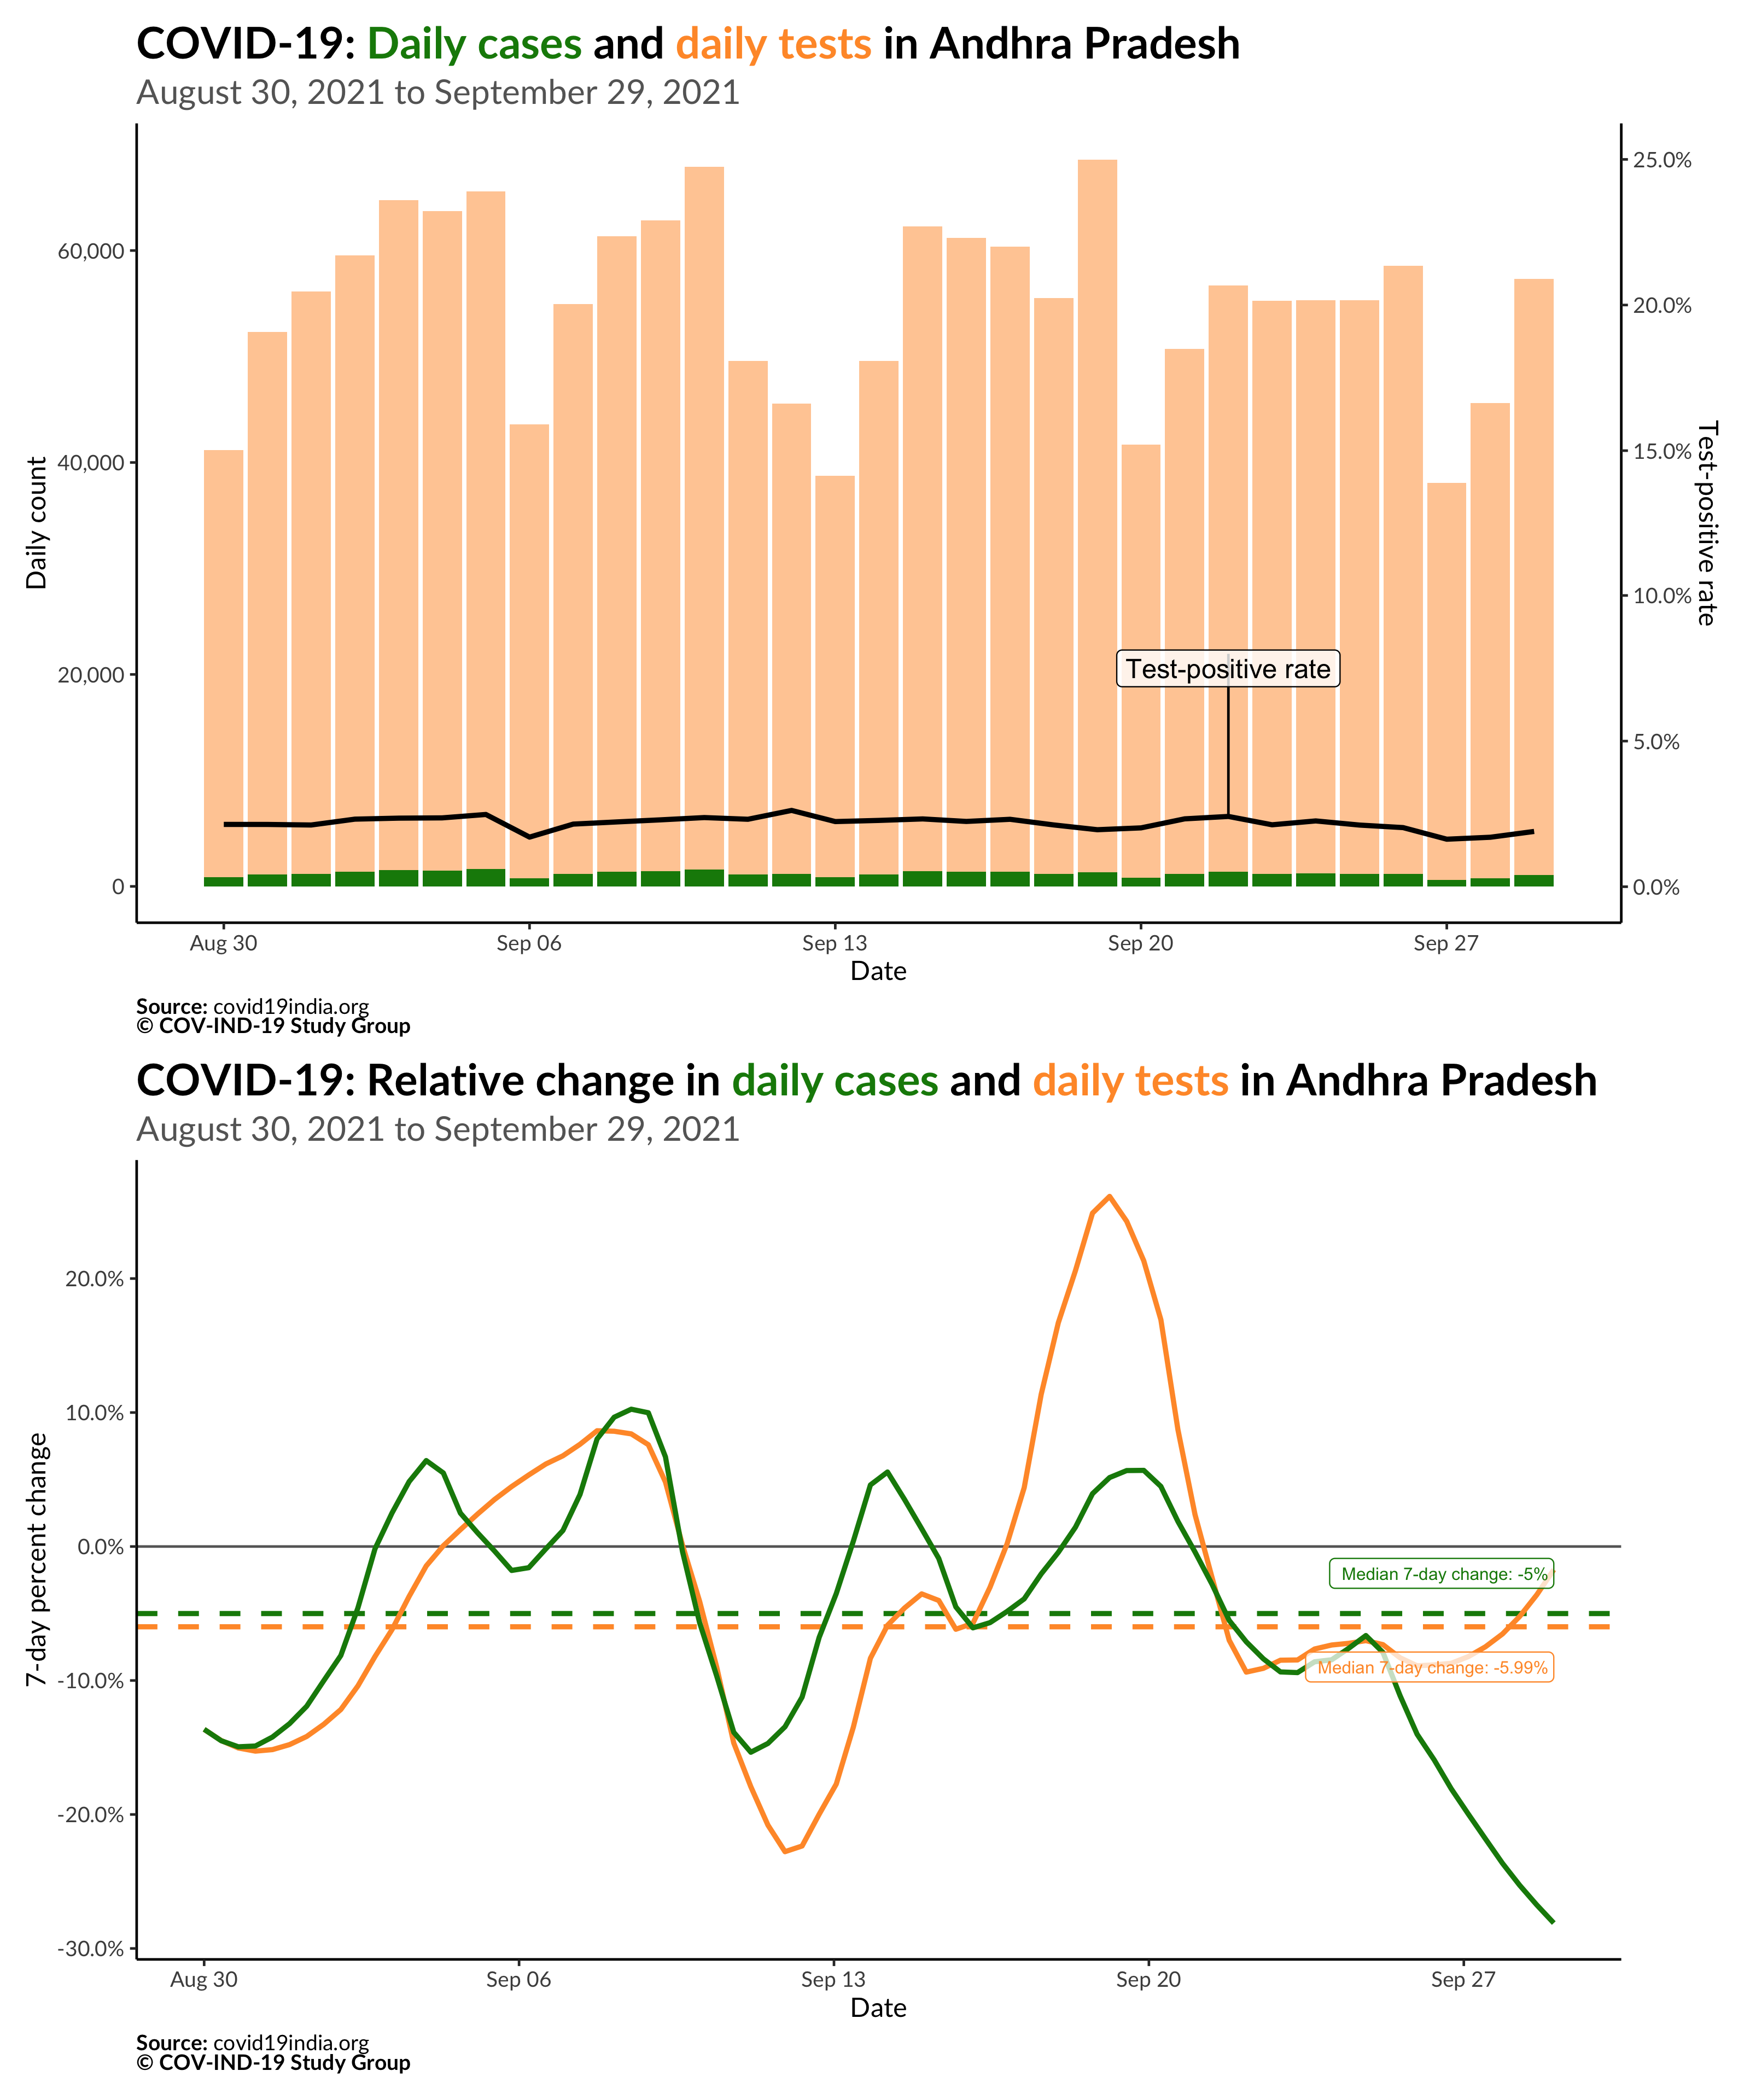 COVID-19: Daily cases and daily tests in Andhra Pradesh
August 30, 2021 to September 29, 2021
Daily count
60,000
40,000
20,000
0
25.0%
20.0%
15.0%
10.0%
5.0%
0.0%
Test-positive rate
Test-positive rate
Aug 30
Sep 06
Sep 13
Sep 20
Sep 27
Date
Source: covid19india.org
© COV-IND-19 Study Group
COVID-19: Relative change in daily cases and daily tests in Andhra Pradesh
August 30, 2021 to September 29, 2021
7-day percent change
20.0%
10.0%
0.0%
-10.0%
-20.0%
-30.0%
Median 7-day change: -5%
Median 7-day change: -5.99%
Aug 30
Sep 06
Sep 13
Sep 20
Sep 27
Date
Source: covid19india.org
© COV-IND-19 Study Group